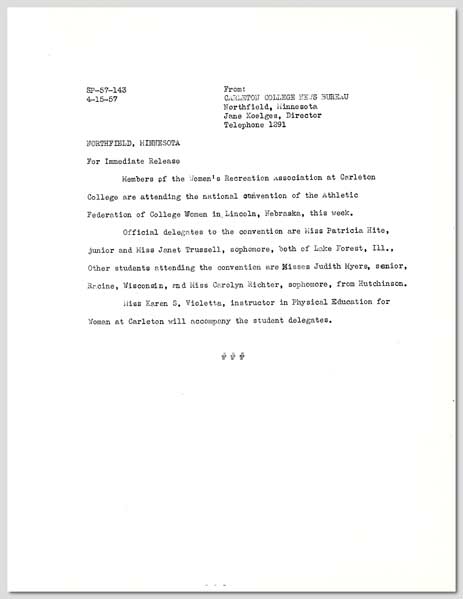 SP-57-143 From:
4-15-57 CARLETON COLLEGE NEWS BUREAU
Northfield, Minnesota
Jane Koelges, Director
Telephone 1291
NORTHFIELD, MINNESOTA
For Immediate Release
Members of the Women's Recreation Association at Carleton
College are attending the national convention of the Athletic
Federation of College Women in Lincoln, Nebraska, this week.
Official delegates to the convention are Miss Patricia Hite,
junior and Miss Janet Trussell, sophomore, both of Lake Forest, Ill.,
Other students attending the convention are Misses Judith Myers, senior,
Racine, Wisconsin, and Miss Carolyn Richter, sophomore, from Hutchinson.
Miss Karen S. Violetta, instructor in Physical Education for
Women at Carleton will accompany the student delegates.
# # #